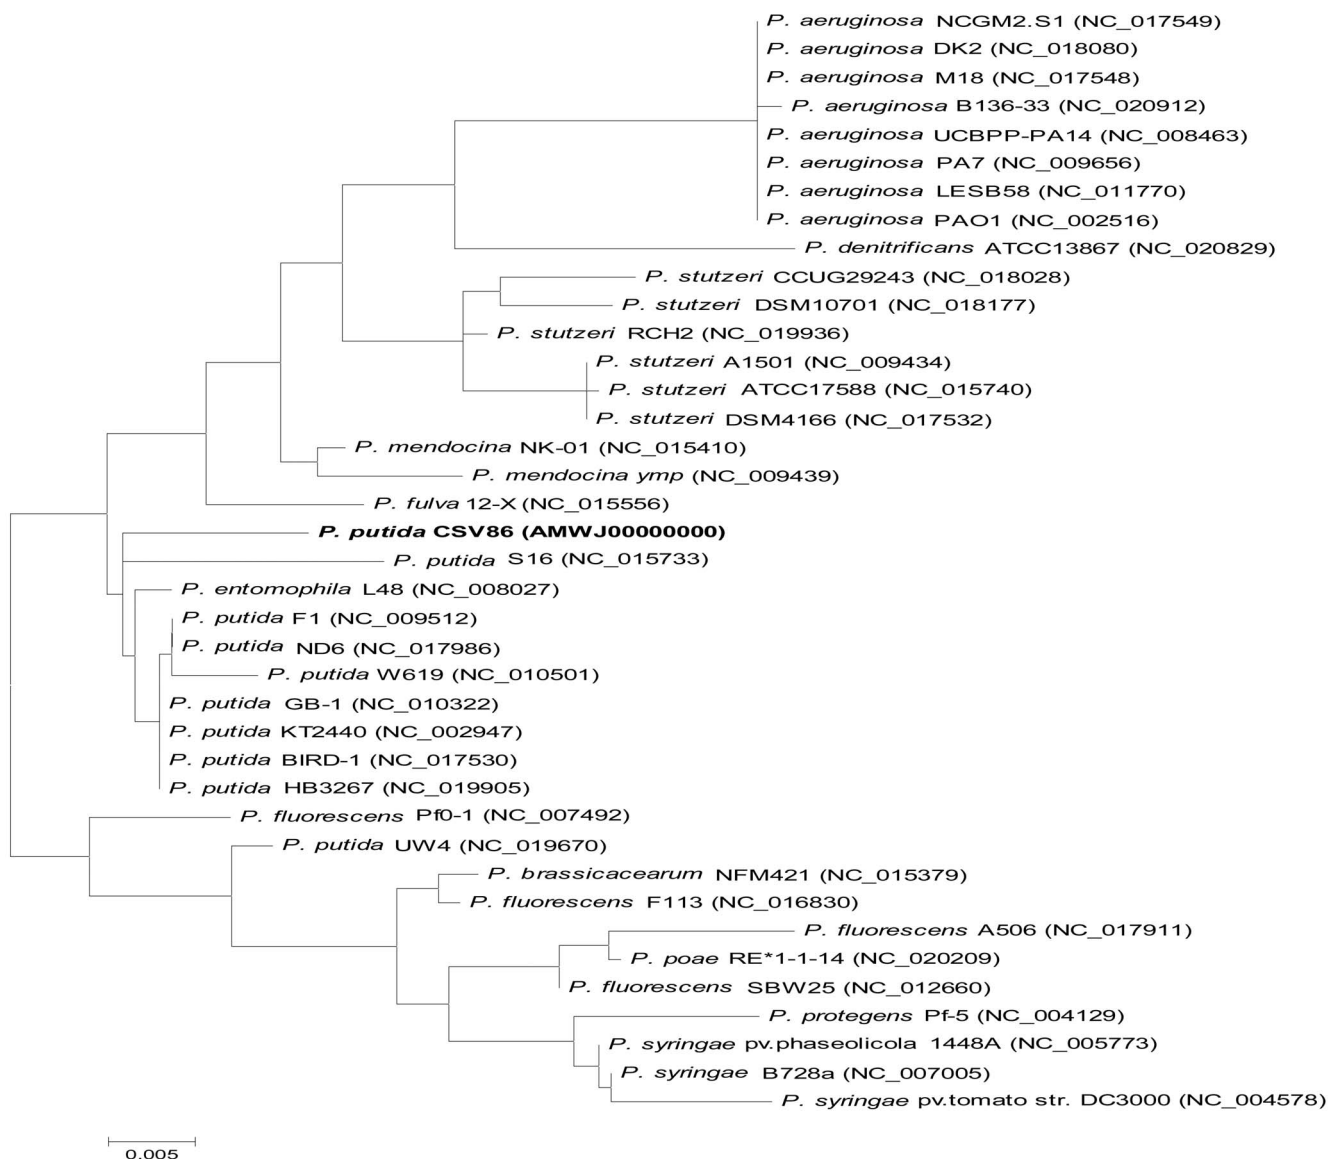 P. aeruginosa NCGM2.S1 (NC_017549)
P. aeruginosa DK2 (NC_018080)
P. aeruginosa M18 (NC_017548)
P. aeruginosa B136-33 (NC_020912)
P. aeruginosa UCBPP-PA14 (NC_008463)
P. aeruginosa PA7 (NC_009656)
P. aeruginosa LESB58 (NC_011770)
P. aeruginosa PAO1 (NC_002516)
P. denitrificans ATCC13867 (NC_020829)
P. stutzeri CCUG29243 (NC_018028)
P. stutzeri DSM10701 (NC_018177)
P. stutzeri RCH2 (NC_019936)
P. stutzeri A1501 (NC_009434)
P. stutzeri ATCC17588 (NC_015740)
P. stutzeri DSM4166 (NC_017532)
P. mendocina NK-01 (NC_015410)
P. mendocina ymp (NC_009439)
P. fulva 12-X (NC_015556)
P. putida CSV86 (AMWJ00000000)
P. putida S16 (NC_015733)
P. entomophila L48 (NC_008027)
P. putida F1 (NC_009512)
P. putida ND6 (NC_017986)
P. putida W619 (NC_010501)
P. putida GB-1 (NC_010322)
P. putida KT2440 (NC_002947)
P. putida BIRD-1 (NC_017530)
P. putida HB3267 (NC_019905)
P. fluorescens Pf0-1 (NC_007492)
P. putida UW4 (NC_019670)
P. brassicacearum NFM421 (NC_015379)
P. fluorescens F113 (NC_016830)
P. fluorescens A506 (NC_017911)
P. poae RE*1-1-14 (NC_020209)
P. fluorescens SBW25 (NC_012660)
P. protegens Pf-5 (NC_004129)
P. syringae pv.phaseolicola 1448A (NC_005773)
P. syringae B728a (NC_007005)
P. syringae pv.tomato str. DC3000 (NC_004578)
0.005